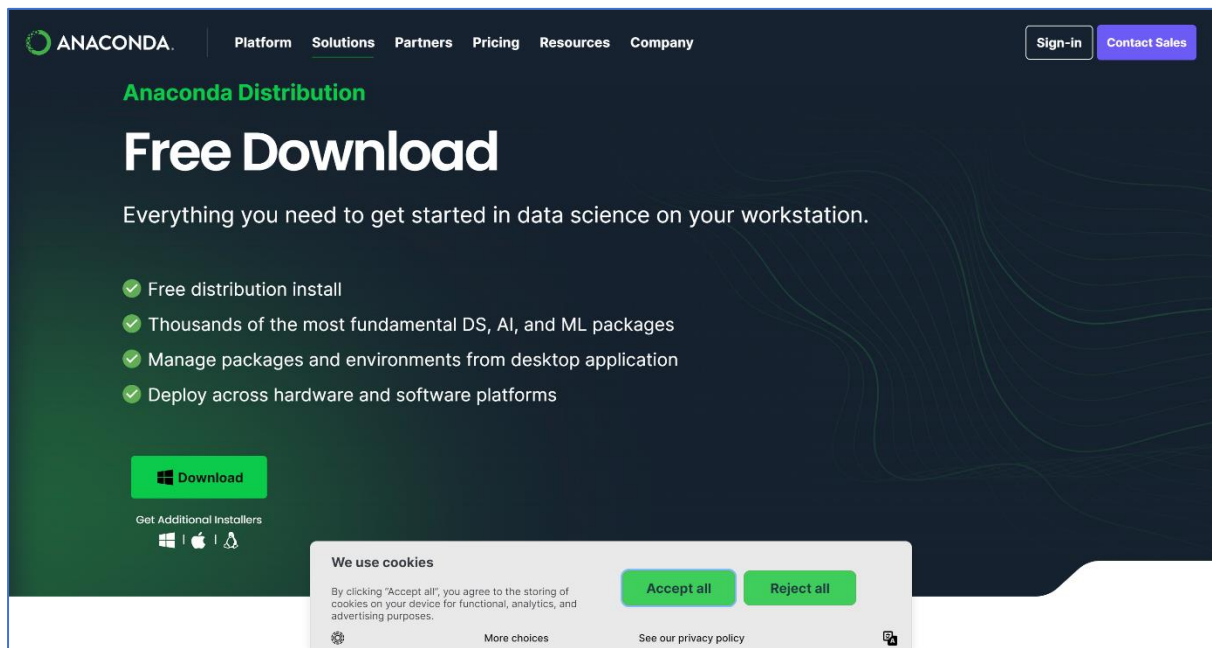 ANACONDA.
Platform Solutions Partners Pricing Resources Company
Sign-in
Contact Sales
Anaconda Distribution
Free Download
Everything you need to get started in data science on your workstation.
Free distribution install
Thousands of the most fundamental DS, AI, and ML packages
Manage packages and environments from desktop application
Deploy across hardware and software platforms
Download
Get Additional Installers
We use cookies
By clicking "Accept all", you agree to the storing of
cookies on your device for functional, analytics, and
advertising purposes.
Accept all
Reject all
More choices
See our privacy policy